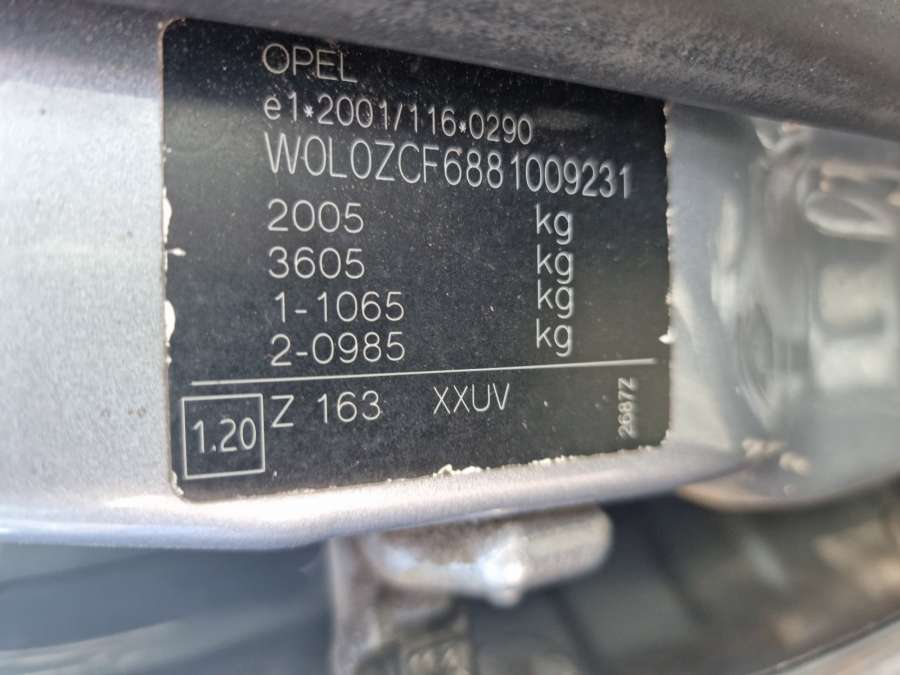 OPEL
e1*2001/116*0290
W0L0ZCF6881009231
2005 kg
3605 kg
1-1065 kg
2-0985 kg
1.20 Z 163 XXUV
2687Z